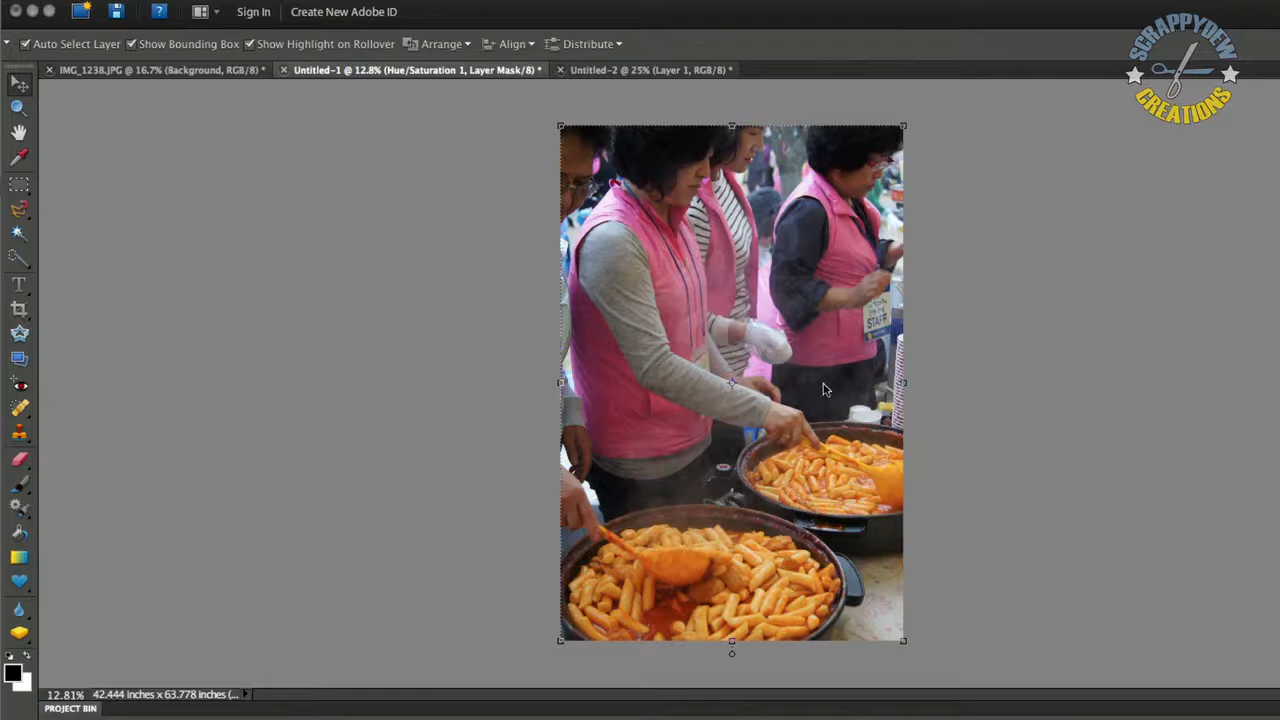 Sign In
Create New Adobe ID
Auto Select Layer
Show Bounding Box
Show Highlight on Rollover
Arrange
Align
Distribute
IMG_1238.JPG @ 16.7% (Background, RGB/8) *
Untitled-1 @ 12.8% (Hue/Saturation 1, Layer Mask/8) *
Untitled-2 @ 25% (Layer 1, RGB/8) *
SCRAPPYDEW
CREATIONS
STAFF
12.81%
42.444 inches x 63.778 inches (...
PROJECT BIN